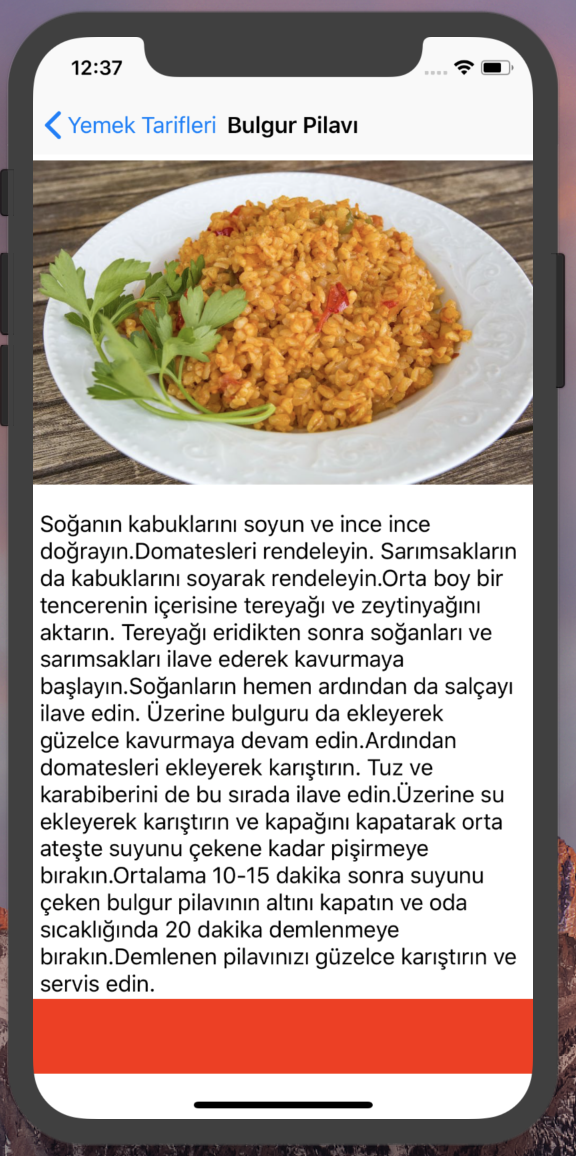 12:37
Yemek Tarifleri Bulgur Pilavı
Soğanın kabuklarını soyun ve ince ince
doğrayın.Domatesleri rendeleyin. Sarımsakların
da kabuklarını soyarak rendeleyin.Orta boy bir
tencerenin içerisine tereyağı ve zeytinyağını
aktarın. Tereyağı eridikten sonra soğanları ve
sarımsakları ilave ederek kavurmaya
başlayın.Soğanların hemen ardından da salçayı
ilave edin. Üzerine bulguru da ekleyerek
güzelce kavurmaya devam edin.Ardından
domatesleri ekleyerek karıştırın. Tuz ve
karabiberini de bu sırada ilave edin.Üzerine su
ekleyerek karıştırın ve kapağını kapatarak orta
ateşte suyunu çekene kadar pişirmeye
bırakın.Ortalama 10-15 dakika sonra suyunu
çeken bulgur pilavının altını kapatın ve oda
sıcaklığında 20 dakika demlenmeye
bırakın.Demlenen pilavınızı güzelce karıştırın ve
servis edin.